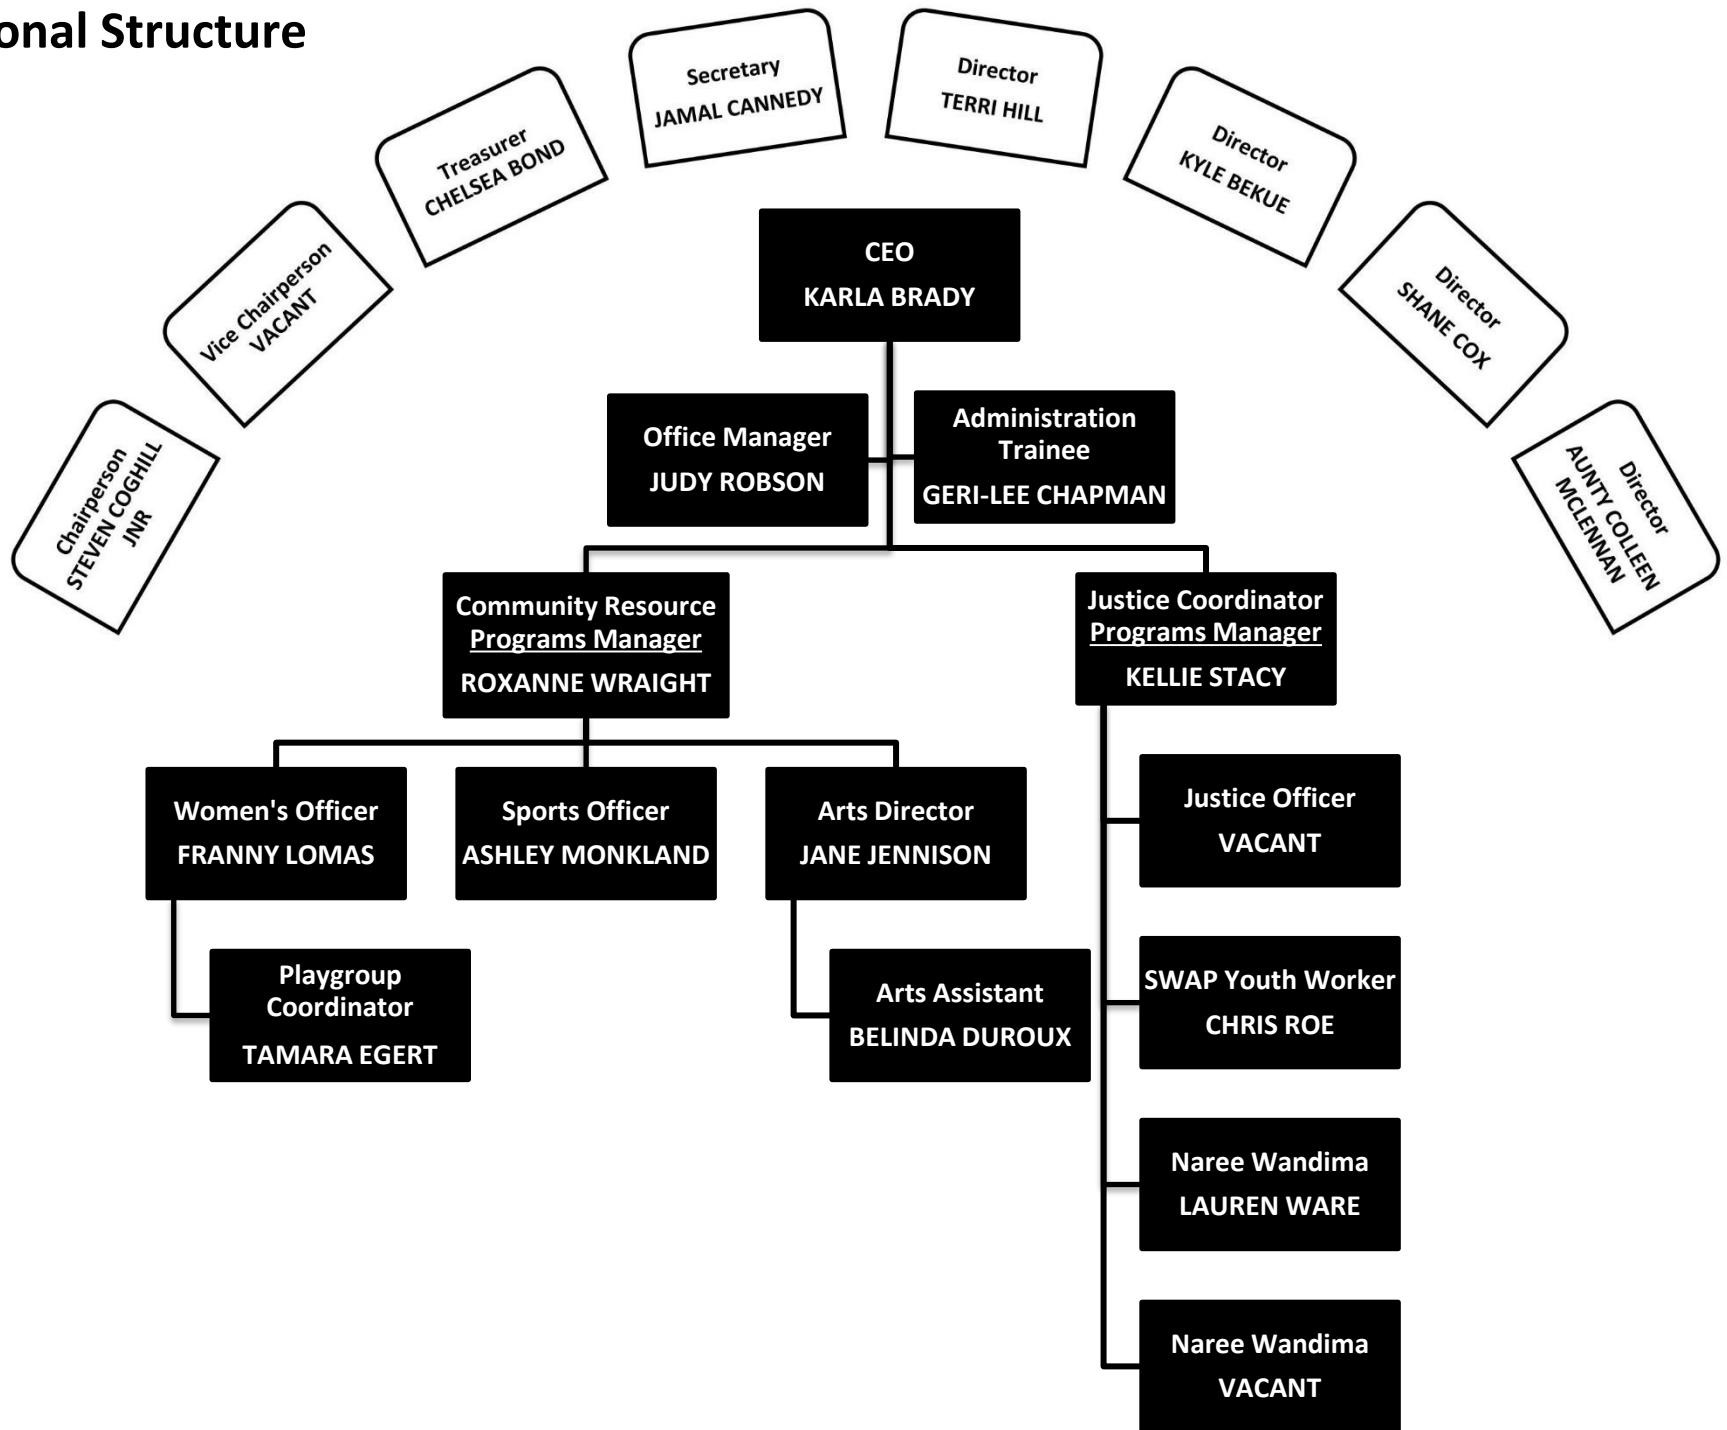 onal Structure
Secretary
JAMAL CANNEDY
Director
TERRI HILL
Treasurer
CHELSEA BOND
Director
KYLE BEKUE
Vice Chairperson
VACANT
Director
SHANE COX
Chairperson
STEVEN COGHILL
JNR
Director
AUNTY COLLEEN
MCLENNAN
CEO
KARLA BRADY
Office Manager
JUDY ROBSON
Administration
Trainee
GERI-LEE CHAPMAN
Community Resource
Programs Manager
ROXANNE WRAIGHT
Justice Coordinator
Programs Manager
KELLIE STACY
Women's Officer
FRANNY LOMAS
Sports Officer
ASHLEY MONKLAND
Arts Director
JANE JENNISON
Justice Officer
VACANT
Playgroup
Coordinator
TAMARA EGERT
Arts Assistant
BELINDA DUROUX
SWAP Youth Worker
CHRIS ROE
Naree Wandima
LAUREN WARE
Naree Wandima
VACANT